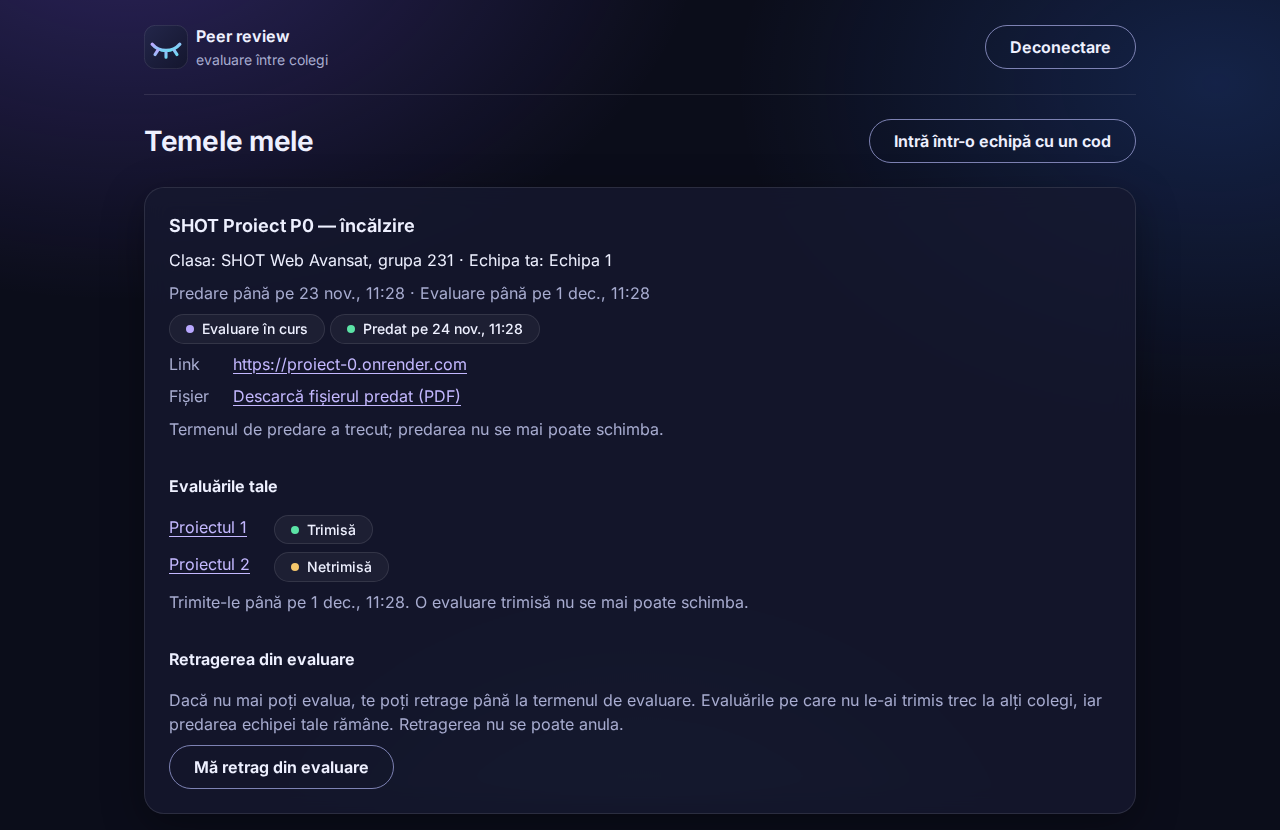 Peer review
evaluare între colegi
Deconectare
Temele mele
Intră într-o echipă cu un cod
SHOT Proiect P0 — încălzire
Clasa: SHOT Web Avansat, grupa 231 · Echipa ta: Echipa 1
Predare până pe 23 nov., 11:28 · Evaluare până pe 1 dec., 11:28
Evaluare în curs
Predat pe 24 nov., 11:28
Link https://proiect-0.onrender.com
Fișier Descarcă fișierul predat (PDF)
Termenul de predare a trecut; predarea nu se mai poate schimba.
Evaluările tale
Proiectul 1 Trimisă
Proiectul 2 Netrimisă
Trimite-le până pe 1 dec., 11:28. O evaluare trimisă nu se mai poate schimba.
Retragerea din evaluare
Dacă nu mai poți evalua, te poți retrage până la termenul de evaluare. Evaluările pe care nu le-ai trimis trec la alți colegi, iar
predarea echipei tale rămâne. Retragerea nu se poate anula.
Mă retrag din evaluare